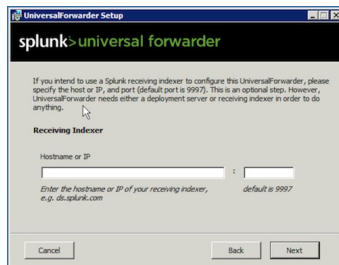 UniversalForwarder Setup
splunk>universal forwarder
If you intend to use a Splunk receiving indexer to configure this UniversalForwarder, please
specify the host or IP, and port (default port is 9997). This is an optional step. However,
UniversalForwarder needs either a deployment server or receiving indexer in order to do
anything.
Receiving Indexer
Hostname or IP
:
Enter the hostname or IP of your receiving indexer,
e.g. ds.splunk.com
default is 9997
Cancel
Back
Next